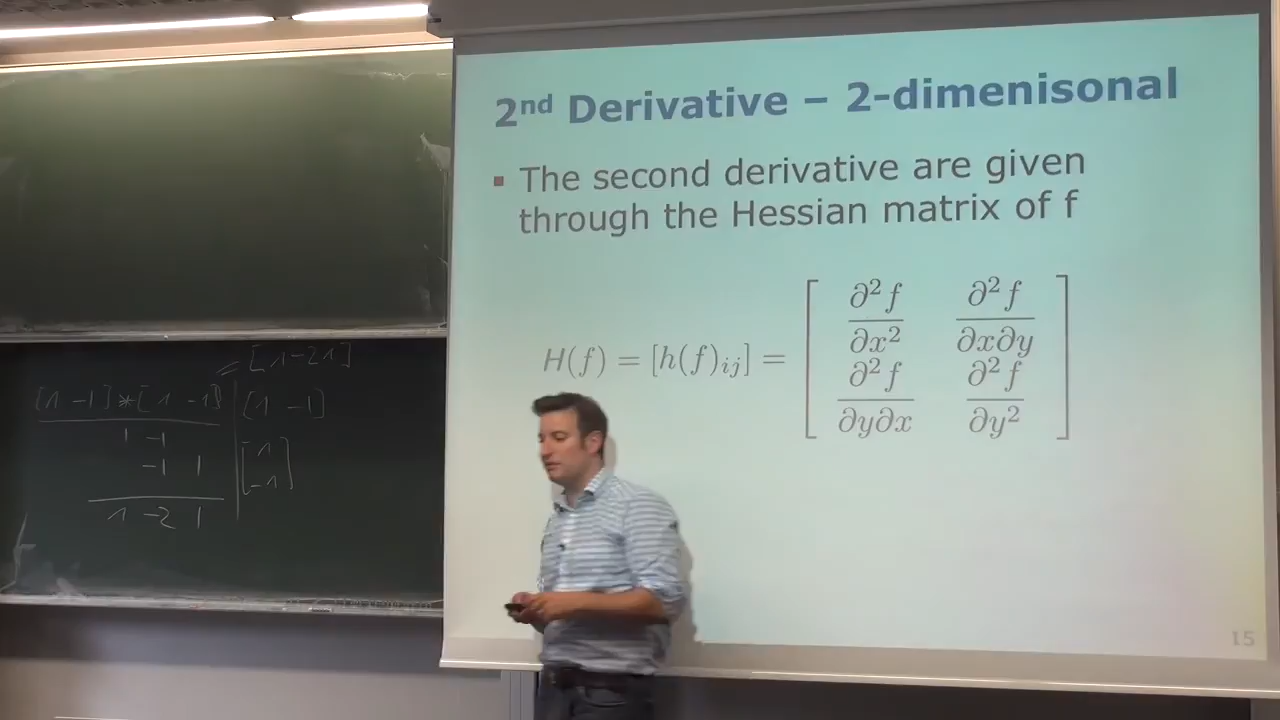 2nd Derivative – 2-dimenisonal
▪ The second derivative are given
through the Hessian matrix of f
H(f) = [h(f)ij] = [ ∂²f/∂x² ∂²f/∂x∂y
∂²f/∂y∂x ∂²f/∂y² ]
15
= [1 -2 1]
[1 -1] * [1 -1] | [1 -1]
1 -1
-1 1
[1
-1]
1 -2 1